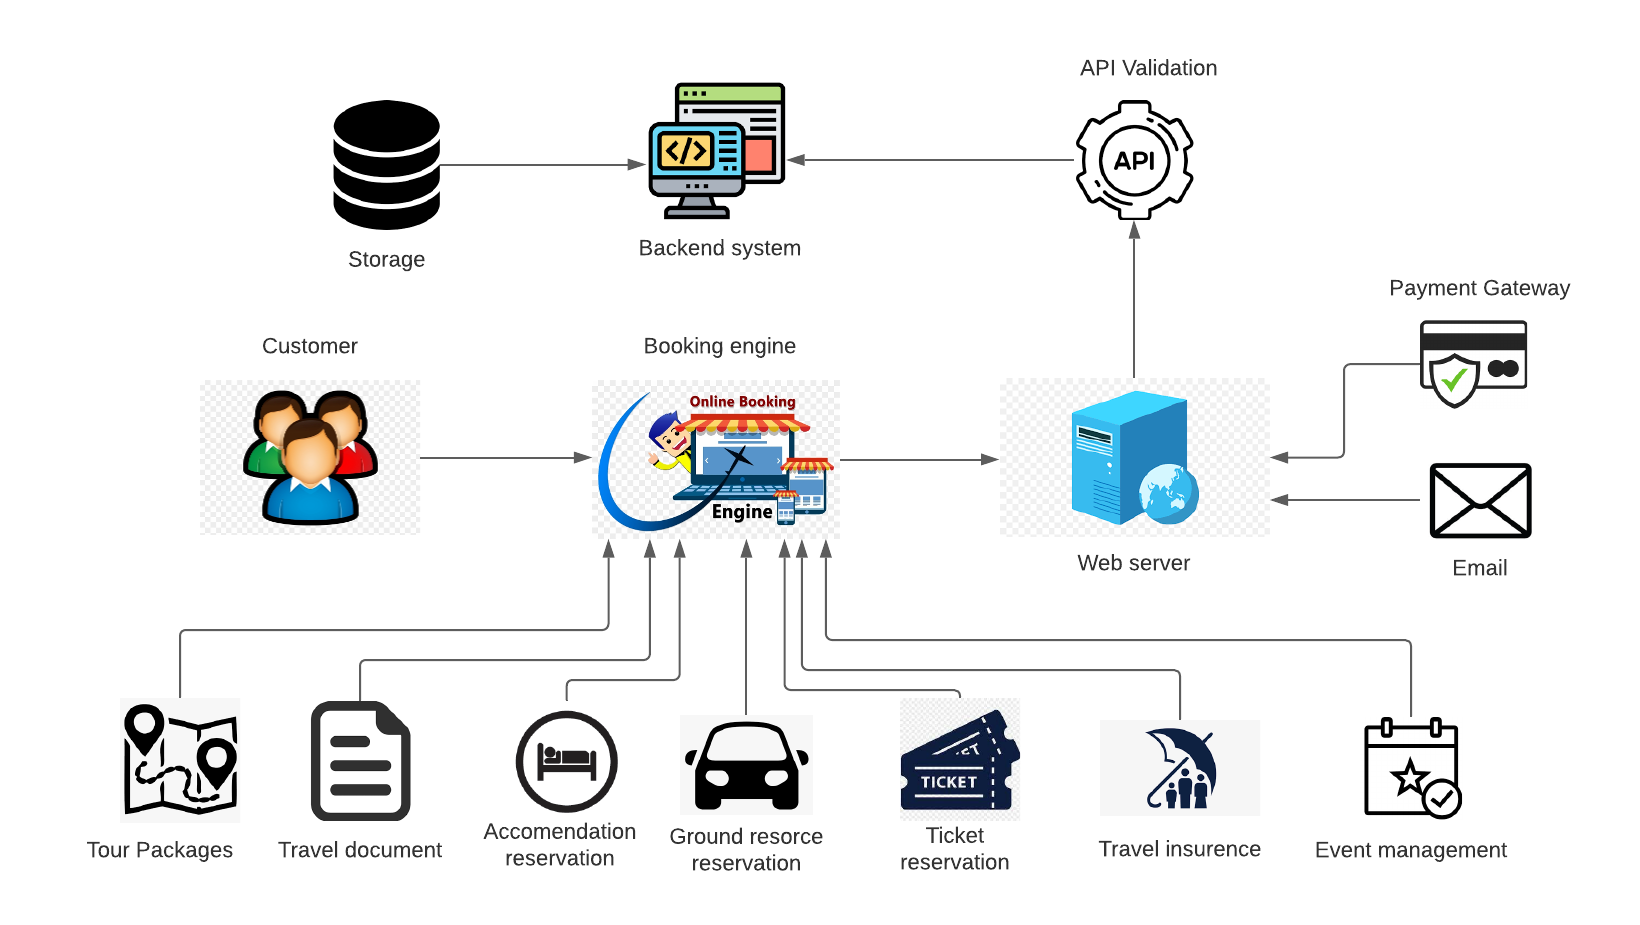 API Validation
API
Backend system
Storage
Payment Gateway
Customer
Booking engine
Online Booking
Engine
Web server
Email
TICKET
Tour Packages
Travel document
Accomendation
reservation
Ground resorce
reservation
Ticket
reservation
Travel insurence
Event management